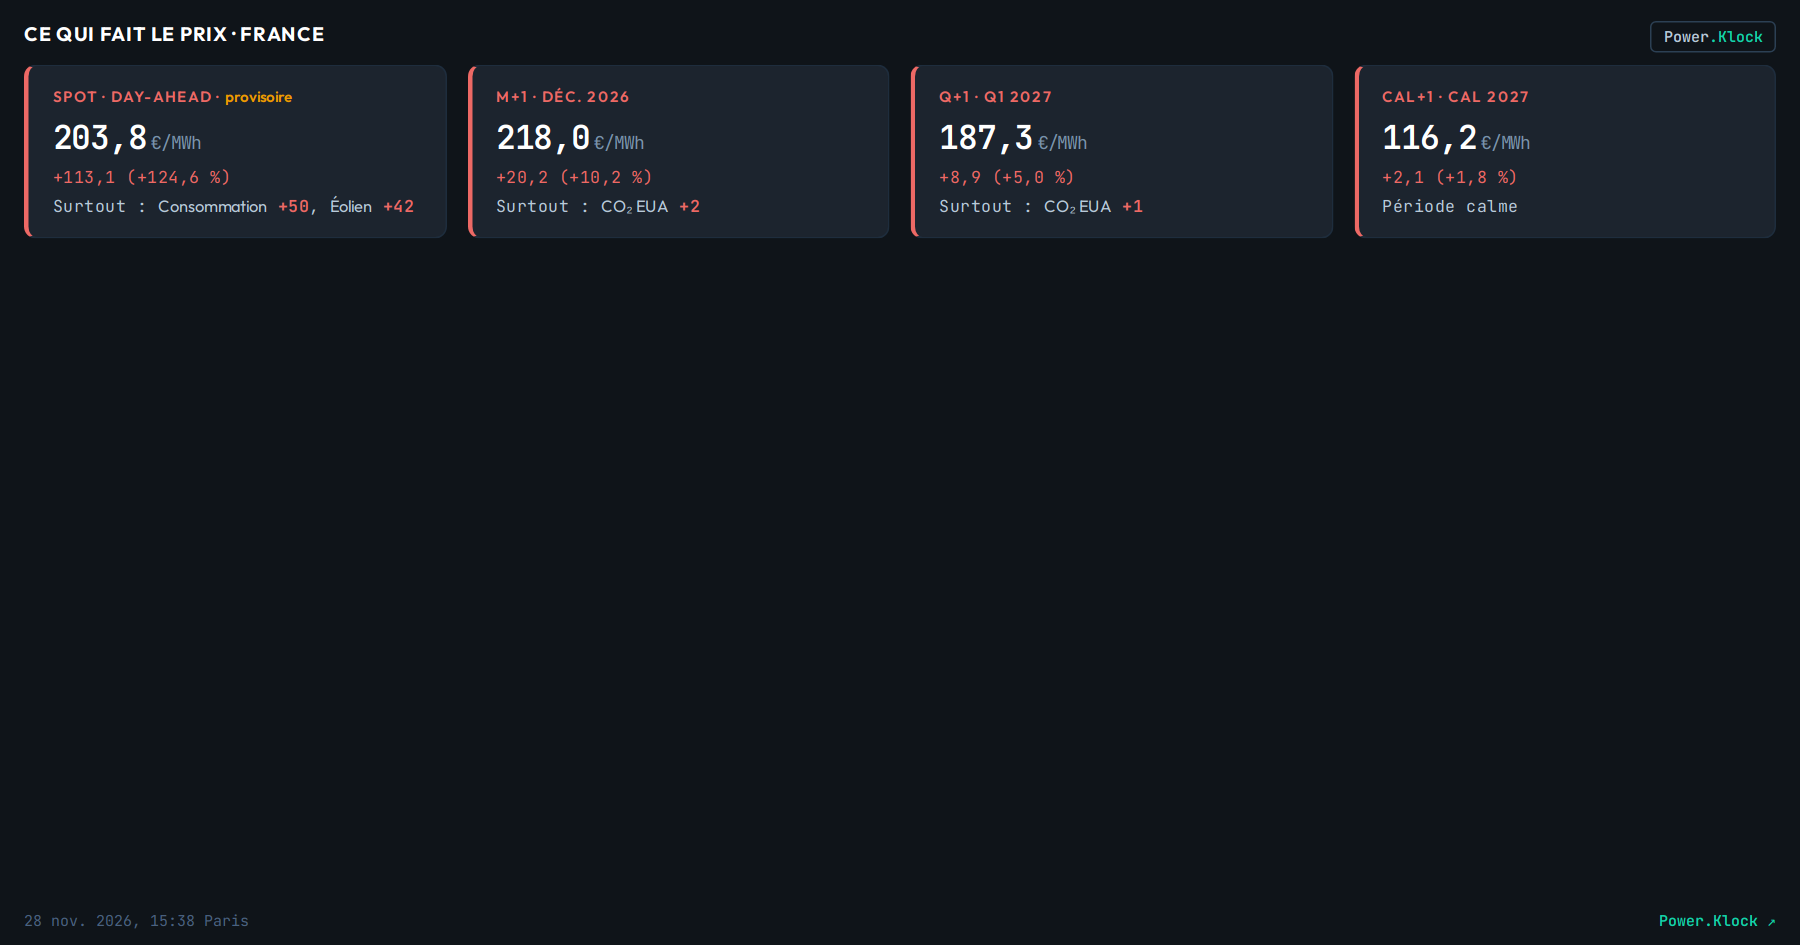 CE QUI FAIT LE PRIX · FRANCE
Power.Klock
SPOT · DAY-AHEAD · provisoire
203,8 €/MWh
+113,1 (+124,6 %)
Surtout : Consommation +50, Éolien +42
M+1 · DÉC. 2026
218,0 €/MWh
+20,2 (+10,2 %)
Surtout : CO₂ EUA +2
Q+1 · Q1 2027
187,3 €/MWh
+8,9 (+5,0 %)
Surtout : CO₂ EUA +1
CAL+1 · CAL 2027
116,2 €/MWh
+2,1 (+1,8 %)
Période calme
28 nov. 2026, 15:38 Paris
Power.Klock ↗